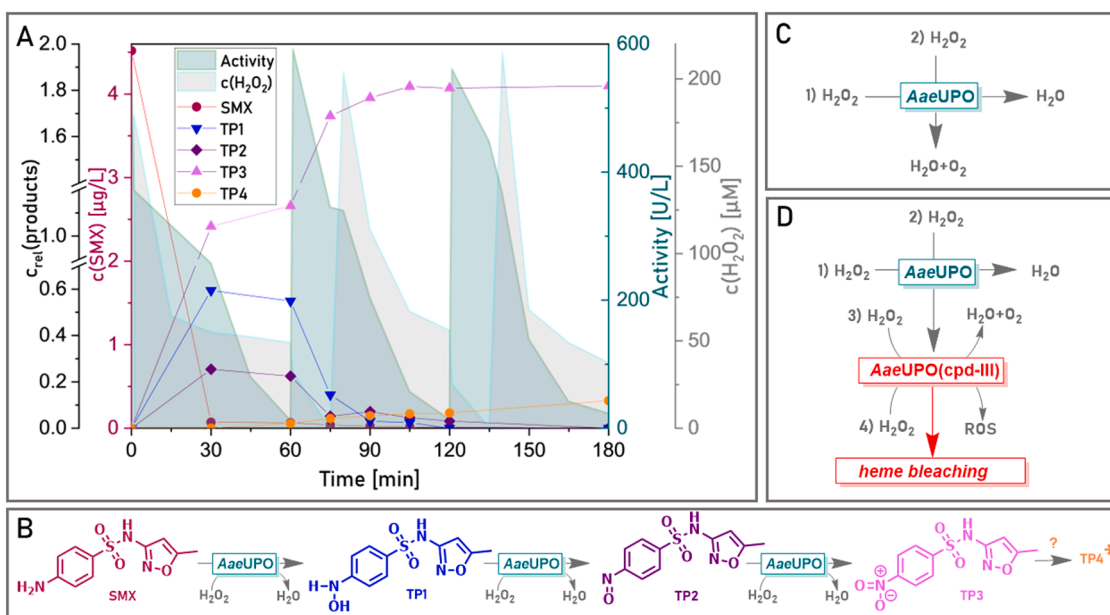 A
2.0
1.8
1.6
1.0
0.6
0.4
0.2
0.0
c_rel(products)
4
3
2
1
0
c(SMX) [µg/L]
Activity
c(H₂O₂)
SMX
TP1
TP2
TP3
TP4
600
400
200
0
Activity [U/L]
200
150
100
50
0
c(H₂O₂) [µM]
0
30
60
90
120
150
180
Time [min]
C
2) H₂O₂
1) H₂O₂
AaeUPO
H₂O
H₂O+O₂
D
2) H₂O₂
1) H₂O₂
AaeUPO
H₂O
3) H₂O₂
H₂O+O₂
AaeUPO(cpd-III)
4) H₂O₂
ROS
heme bleaching
B
H₂N
O
S
O
H
N
N
O
SMX
AaeUPO
H₂O₂
H₂O
H
N
OH
O
S
O
H
N
N
O
TP1
AaeUPO
H₂O₂
H₂O
O
N
O
S
O
H
N
N
O
TP2
AaeUPO
H₂O₂
H₂O
O
N⁺
O⁻
O
S
O
H
N
N
O
TP3
?
TP4
+